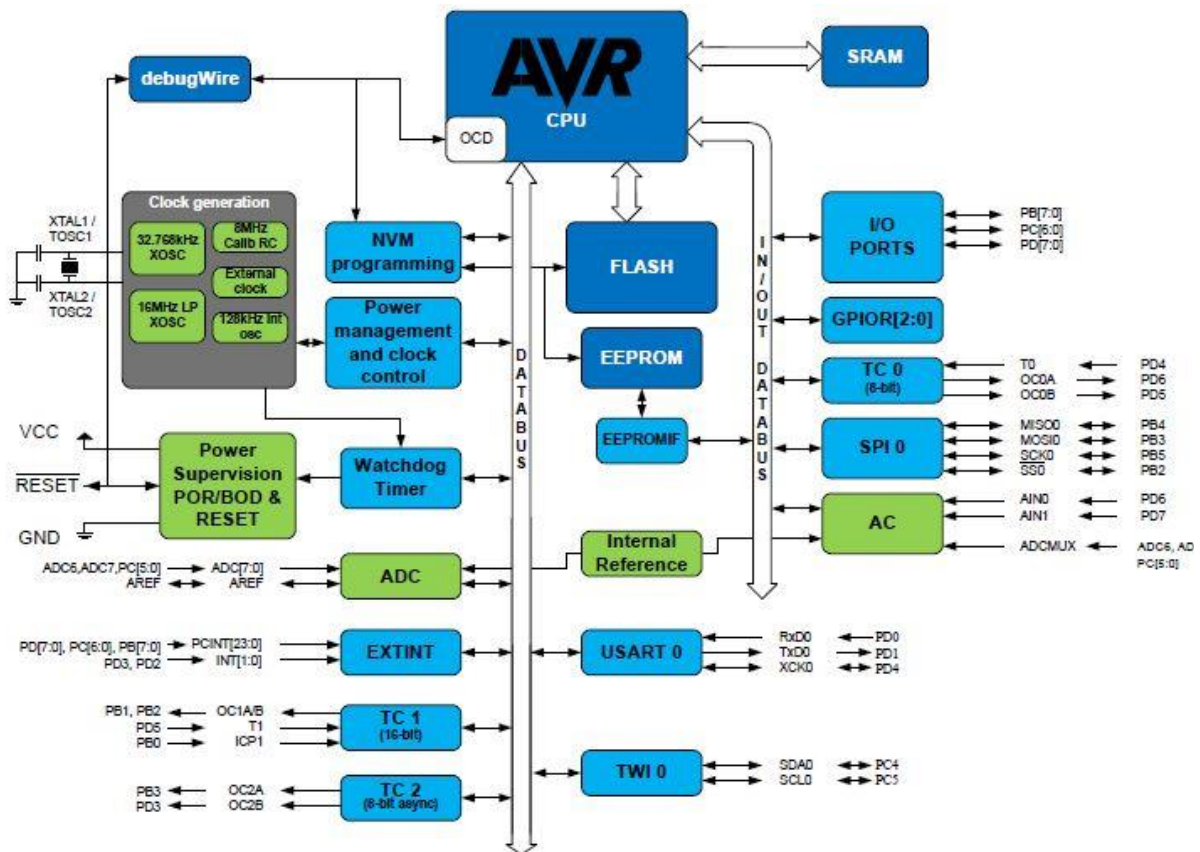 AVR
CPU
OCD
SRAM
debugWire
Clock generation
XTAL1 /
TOSC1
32.768kHz
XOSC
8MHz
Calib RC
External
clock
XTAL2 /
TOSC2
16MHz LP
XOSC
128kHz int
osc
NVM
programming
FLASH
I/O
PORTS
PB[7:0]
PC[6:0]
PD[7:0]
IN/OUT
DATABUS
GPIOR[2:0]
Power
management
and clock
control
DATABUS
EEPROM
TC 0
(8-bit)
T0
PD4
OC0A
PD6
OC0B
PD5
EEPROMIF
SPI 0
MISO0
PB4
MOSI0
PB3
SCK0
PB5
SS0
PB2
VCC
RESET
GND
Power
Supervision
POR/BOD &
RESET
Watchdog
Timer
AC
AIN0
PD6
AIN1
PD7
ADCMUX
ADC6, AD
PC[5:0]
Internal
Reference
ADC6,ADC7,PC[5:0]
ADC[7:0]
AREF
AREF
ADC
PD[7:0], PC[6:0], PB[7:0]
PCINT[23:0]
PD3, PD2
INT[1:0]
EXTINT
USART 0
RxD0
PD0
TxD0
PD1
XCK0
PD4
PB1, PB2
OC1A/B
PD5
T1
PB0
ICP1
TC 1
(16-bit)
TWI 0
SDA0
PC4
SCL0
PC5
PB3
OC2A
PD3
OC2B
TC 2
(8-bit async)